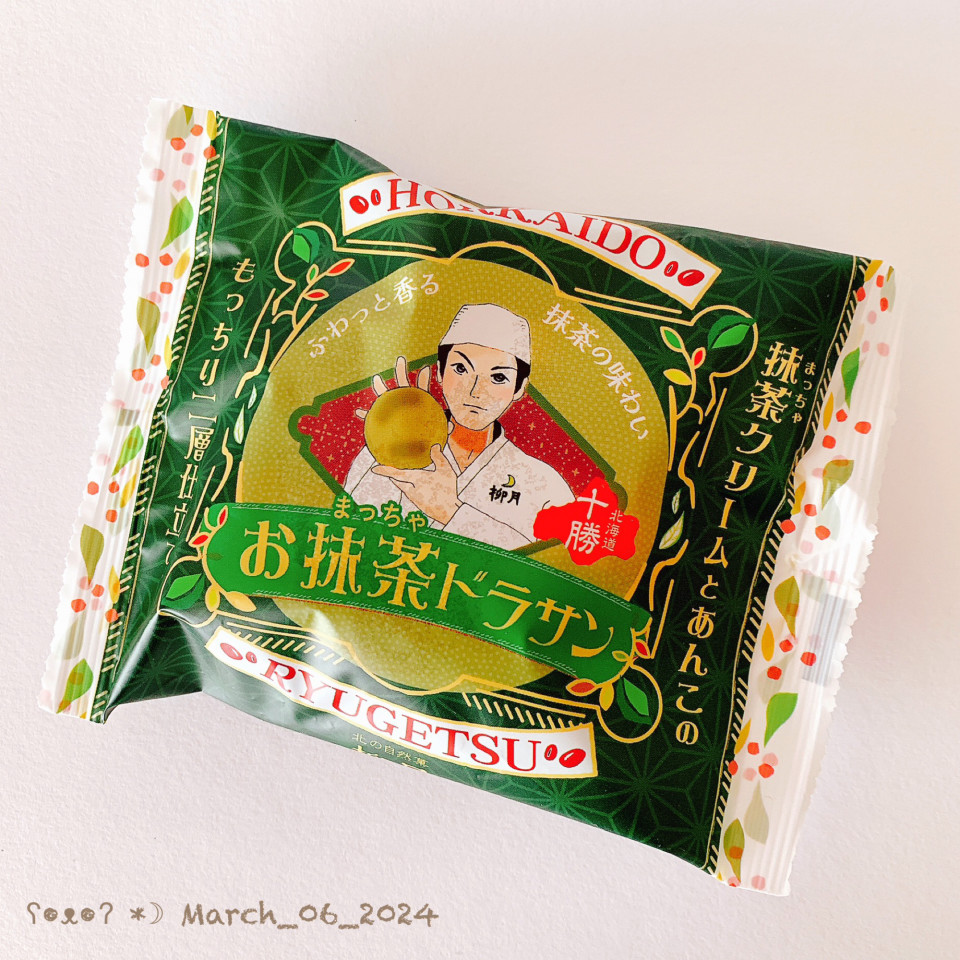 HOKKAIDO
ふわっと香る
抹茶の味わい
まっちゃ
抹茶クリームとあんこの
もっちり二層仕立て
柳月
北海道
十勝
まっちゃ
お抹茶ドラサン
RYUGETSU
北の自然菓
ʕ•ᴥ•ʔ *☽ March_06_2024